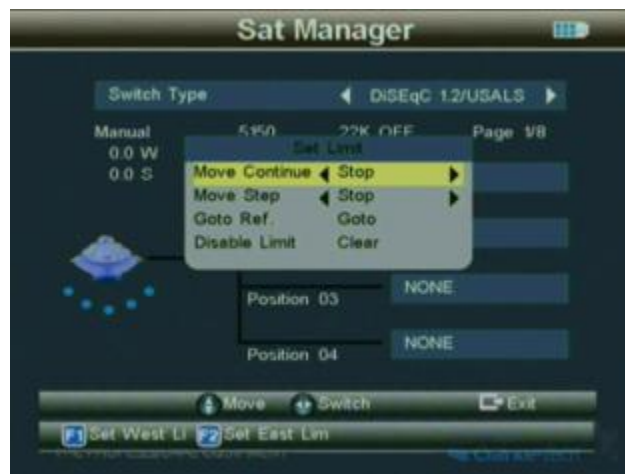 Sat Manager
Switch Type DiSEqC 1.2/USALS
Manual 5150 22K OFF Page 1/8
0.0 W
0.0 S
Set Limit
Move Continue Stop
Move Step Stop
Goto Ref. Goto
Disable Limit Clear
Position 03 NONE
Position 04 NONE
Move Switch Exit
F1 Set West Li F2 Set East Lim